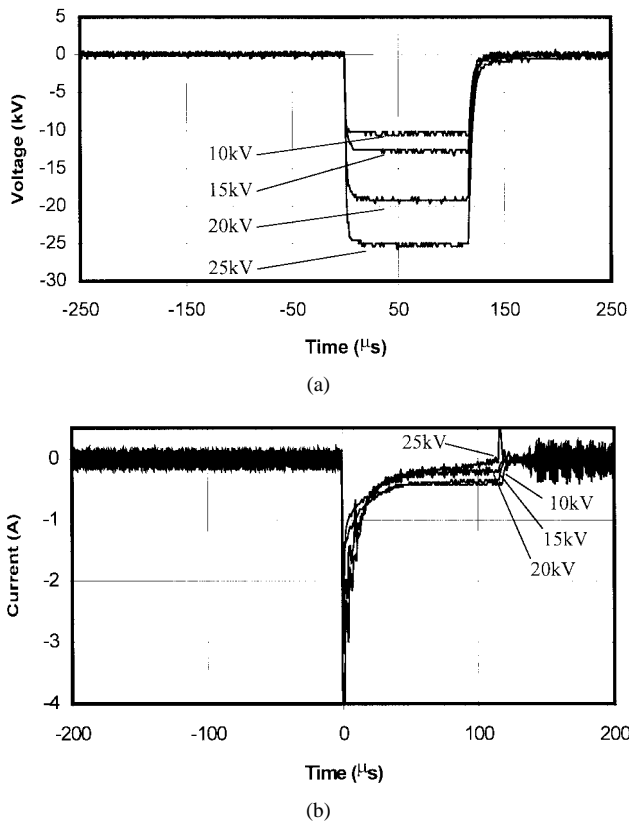 5
0
-5
-10
-15
-20
-25
-30
Voltage (kV)
10kV
15kV
20kV
25kV
-250 -150 -50 50 150 250
Time (μs)
(a)
0
-1
-2
-3
-4
Current (A)
25kV
10kV
15kV
20kV
-200 -100 0 100 200
Time (μs)
(b)